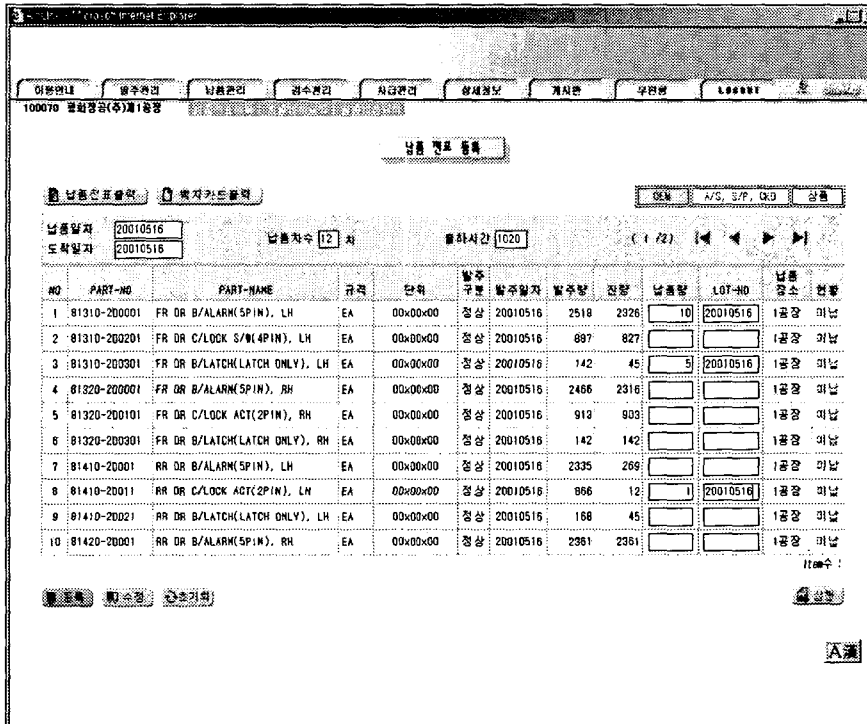 Microsoft Internet Explorer
이용안내 발주관리 납품관리 검수관리 사급관리 상세정보 게시판 우편함 LOGOUT
100070 평화정공(주)제1공장
납품 전표 등록
납품전표출력 백지카드출력 OEM A/S, S/P, CKD 상품
납품일자 20010516 납품차수 12 차 출하시간 1020 ( 1 /2)
도착일자 20010516
NO PART-NO PART-NAME 규격 단위 발주구분 발주일자 발주량 잔량 납품량 LOT-NO 납품장소 현황
1 81310-2D0001 FR DR B/ALARM(5PIN), LH EA 00x00x00 정상 20010516 2518 2326 10 20010516 1공장 미납
2 81310-2D0201 FR DR C/LOCK S/W(4PIN), LH EA 00x00x00 정상 20010516 887 827 1공장 미납
3 81310-2D0301 FR DR B/LATCH(LATCH ONLY), LH EA 00x00x00 정상 20010516 142 45 5 20010516 1공장 미납
4 81320-2D0001 FR DR B/ALARM(5PIN), RH EA 00x00x00 정상 20010516 2466 2316 1공장 미납
5 81320-2D0101 FR DR C/LOCK ACT(2PIN), RH EA 00x00x00 정상 20010516 913 903 1공장 미납
6 81320-2D0301 FR DR B/LATCH(LATCH ONLY), RH EA 00x00x00 정상 20010516 142 142 1공장 미납
7 81410-2D001 RR DR B/ALARM(5PIN), LH EA 00x00x00 정상 20010516 2335 269 1공장 미납
8 81410-2D011 RR DR C/LOCK ACT(2PIN), LH EA 00x00x00 정상 20010516 866 12 1 20010516 1공장 미납
9 81410-2D021 RR DR B/LATCH(LATCH ONLY), LH EA 00x00x00 정상 20010516 168 45 1공장 미납
10 81420-2D001 RR DR B/ALARM(5PIN), RH EA 00x00x00 정상 20010516 2361 2361 1공장 미납
Item수 :
등록 수정 초기화 실행
A漢